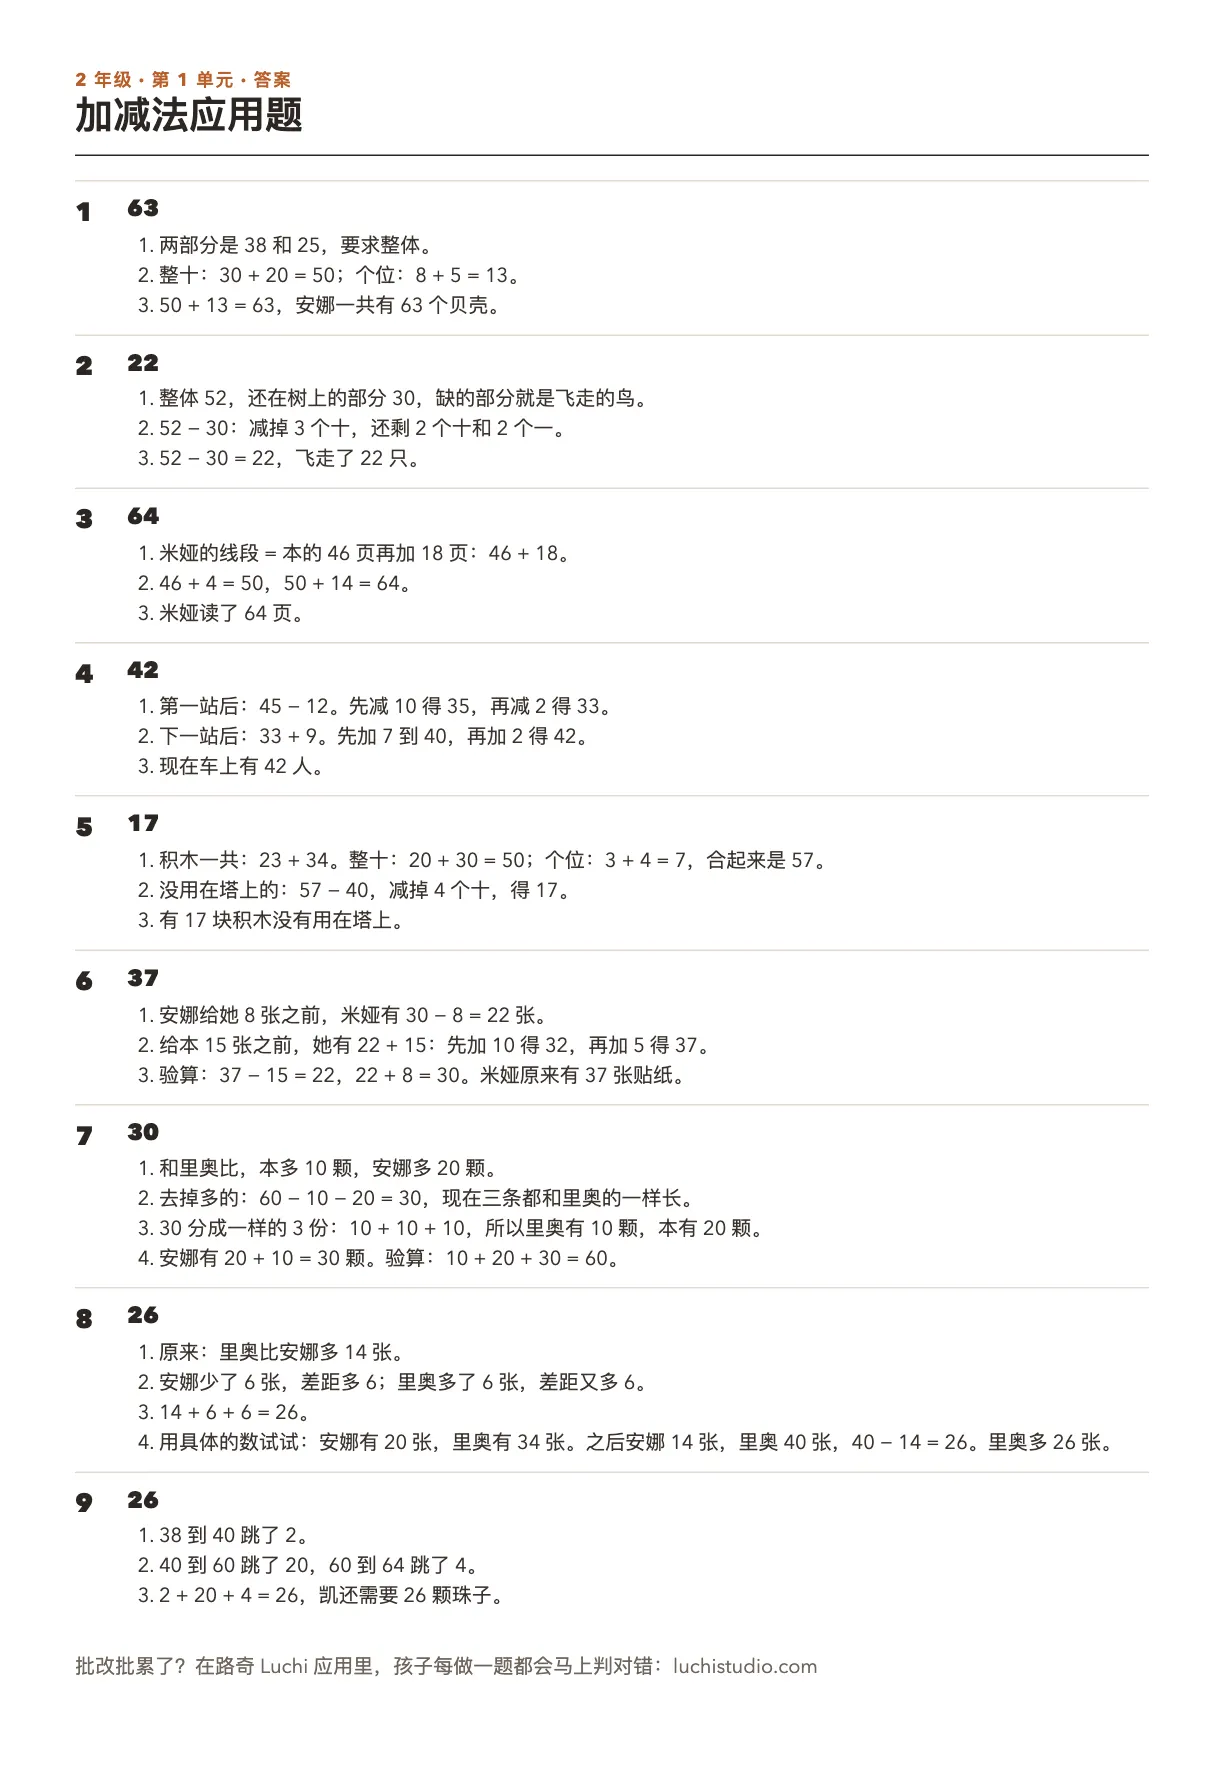 2 年级 · 第 1 单元 · 答案
加减法应用题
1 63
1. 两部分是 38 和 25，要求整体。
2. 整十：30 + 20 = 50；个位：8 + 5 = 13。
3. 50 + 13 = 63，安娜一共有 63 个贝壳。
2 22
1. 整体 52，还在树上的部分 30，缺的部分就是飞走的鸟。
2. 52 − 30：减掉 3 个十，还剩 2 个十和 2 个一。
3. 52 − 30 = 22，飞走了 22 只。
3 64
1. 米娅的线段 = 本的 46 页再加 18 页：46 + 18。
2. 46 + 4 = 50，50 + 14 = 64。
3. 米娅读了 64 页。
4 42
1. 第一站后：45 − 12。先减 10 得 35，再减 2 得 33。
2. 下一站后：33 + 9。先加 7 到 40，再加 2 得 42。
3. 现在车上有 42 人。
5 17
1. 积木一共：23 + 34。整十：20 + 30 = 50；个位：3 + 4 = 7，合起来是 57。
2. 没用在塔上的：57 − 40，减掉 4 个十，得 17。
3. 有 17 块积木没有用在塔上。
6 37
1. 安娜给她 8 张之前，米娅有 30 − 8 = 22 张。
2. 给本 15 张之前，她有 22 + 15：先加 10 得 32，再加 5 得 37。
3. 验算：37 − 15 = 22，22 + 8 = 30。米娅原来有 37 张贴纸。
7 30
1. 和里奥比，本多 10 颗，安娜多 20 颗。
2. 去掉多的：60 − 10 − 20 = 30，现在三条都和里奥的一样长。
3. 30 分成一样的 3 份：10 + 10 + 10，所以里奥有 10 颗，本有 20 颗。
4. 安娜有 20 + 10 = 30 颗。验算：10 + 20 + 30 = 60。
8 26
1. 原来：里奥比安娜多 14 张。
2. 安娜少了 6 张，差距多 6；里奥多了 6 张，差距又多 6。
3. 14 + 6 + 6 = 26。
4. 用具体的数试试：安娜有 20 张，里奥有 34 张。之后安娜 14 张，里奥 40 张，40 − 14 = 26。里奥多 26 张。
9 26
1. 38 到 40 跳了 2。
2. 40 到 60 跳了 20，60 到 64 跳了 4。
3. 2 + 20 + 4 = 26，凯还需要 26 颗珠子。
批改批累了？在路奇 Luchi 应用里，孩子每做一题都会马上判对错：luchistudio.com